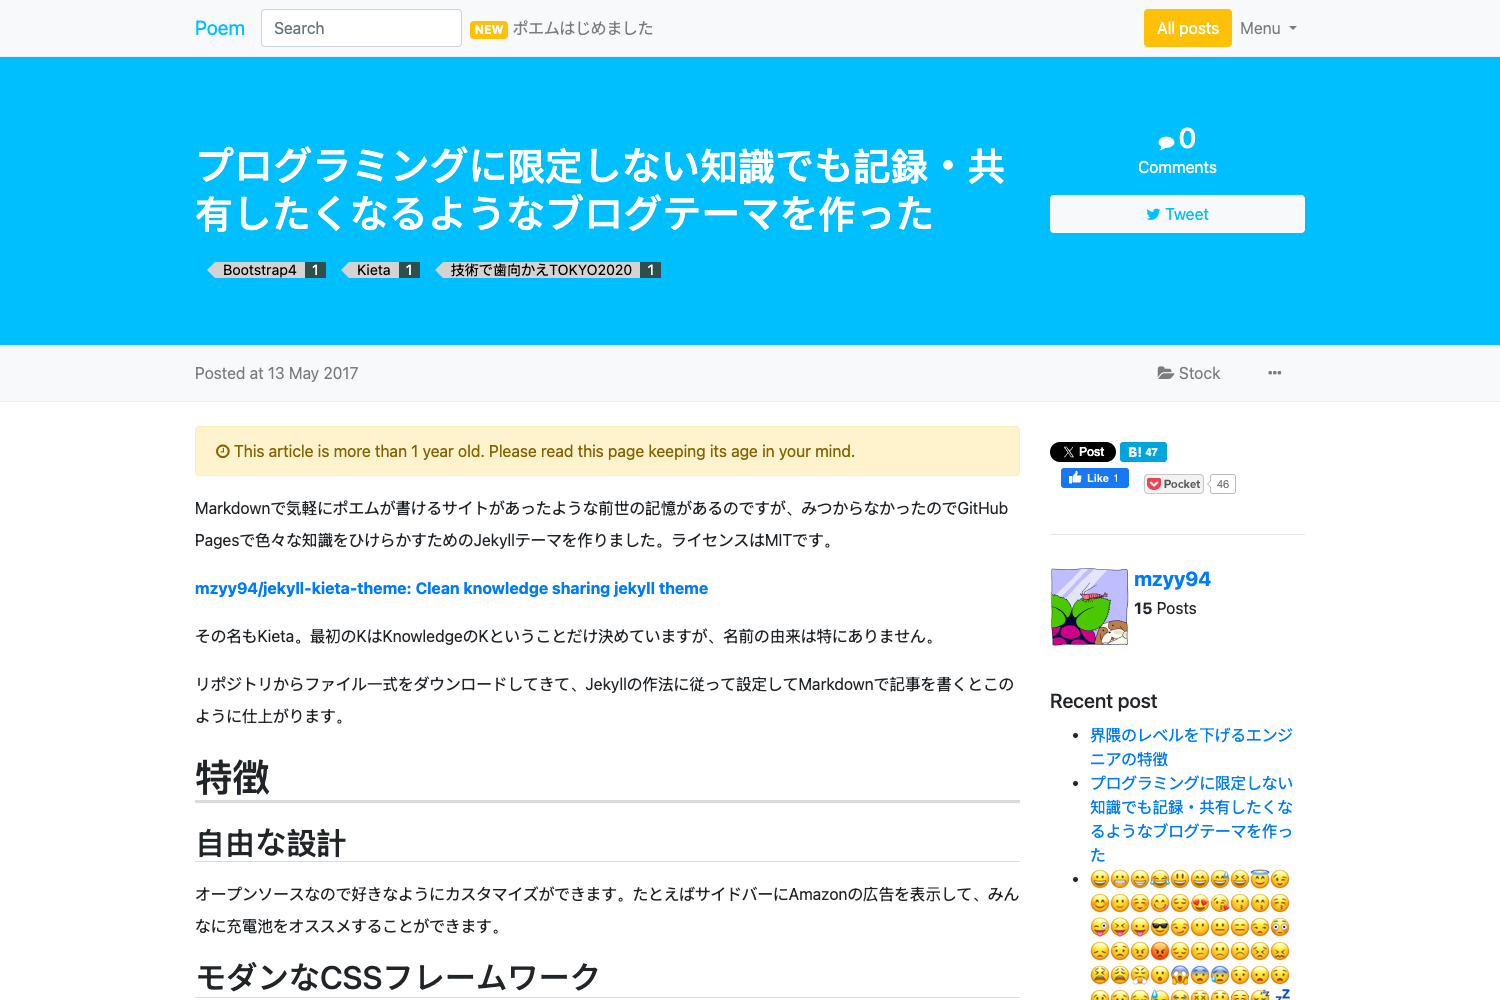 Poem
Search
NEW ポエムはじめました
All posts
Menu
プログラミングに限定しない知識でも記録・共
有したくなるようなブログテーマを作った
0
Comments
Tweet
Bootstrap4 1
Kieta 1
技術で歯向かえTOKYO2020 1
Posted at 13 May 2017
Stock
This article is more than 1 year old. Please read this page keeping its age in your mind.
Markdownで気軽にポエムが書けるサイトがあったような前世の記憶があるのですが、みつからなかったのでGitHub
Pagesで色々な知識をひけらかすためのJekyllテーマを作りました。ライセンスはMITです。
mzyy94/jekyll-kieta-theme: Clean knowledge sharing jekyll theme
その名もKieta。最初のKはKnowledgeのKということだけ決めていますが、名前の由来は特にありません。
リポジトリからファイル一式をダウンロードしてきて、Jekyllの作法に従って設定してMarkdownで記事を書くとこの
ように仕上がります。
特徴
自由な設計
オープンソースなので好きなようにカスタマイズができます。たとえばサイドバーにAmazonの広告を表示して、みん
なに充電池をオススメすることができます。
モダンなCSSフレームワーク
X Post
B! 47
Like 1
Pocket 46
mzyy94
15 Posts
Recent post
界隈のレベルを下げるエンジ
ニアの特徴
プログラミングに限定しない
知識でも記録・共有したくな
るようなブログテーマを作っ
た